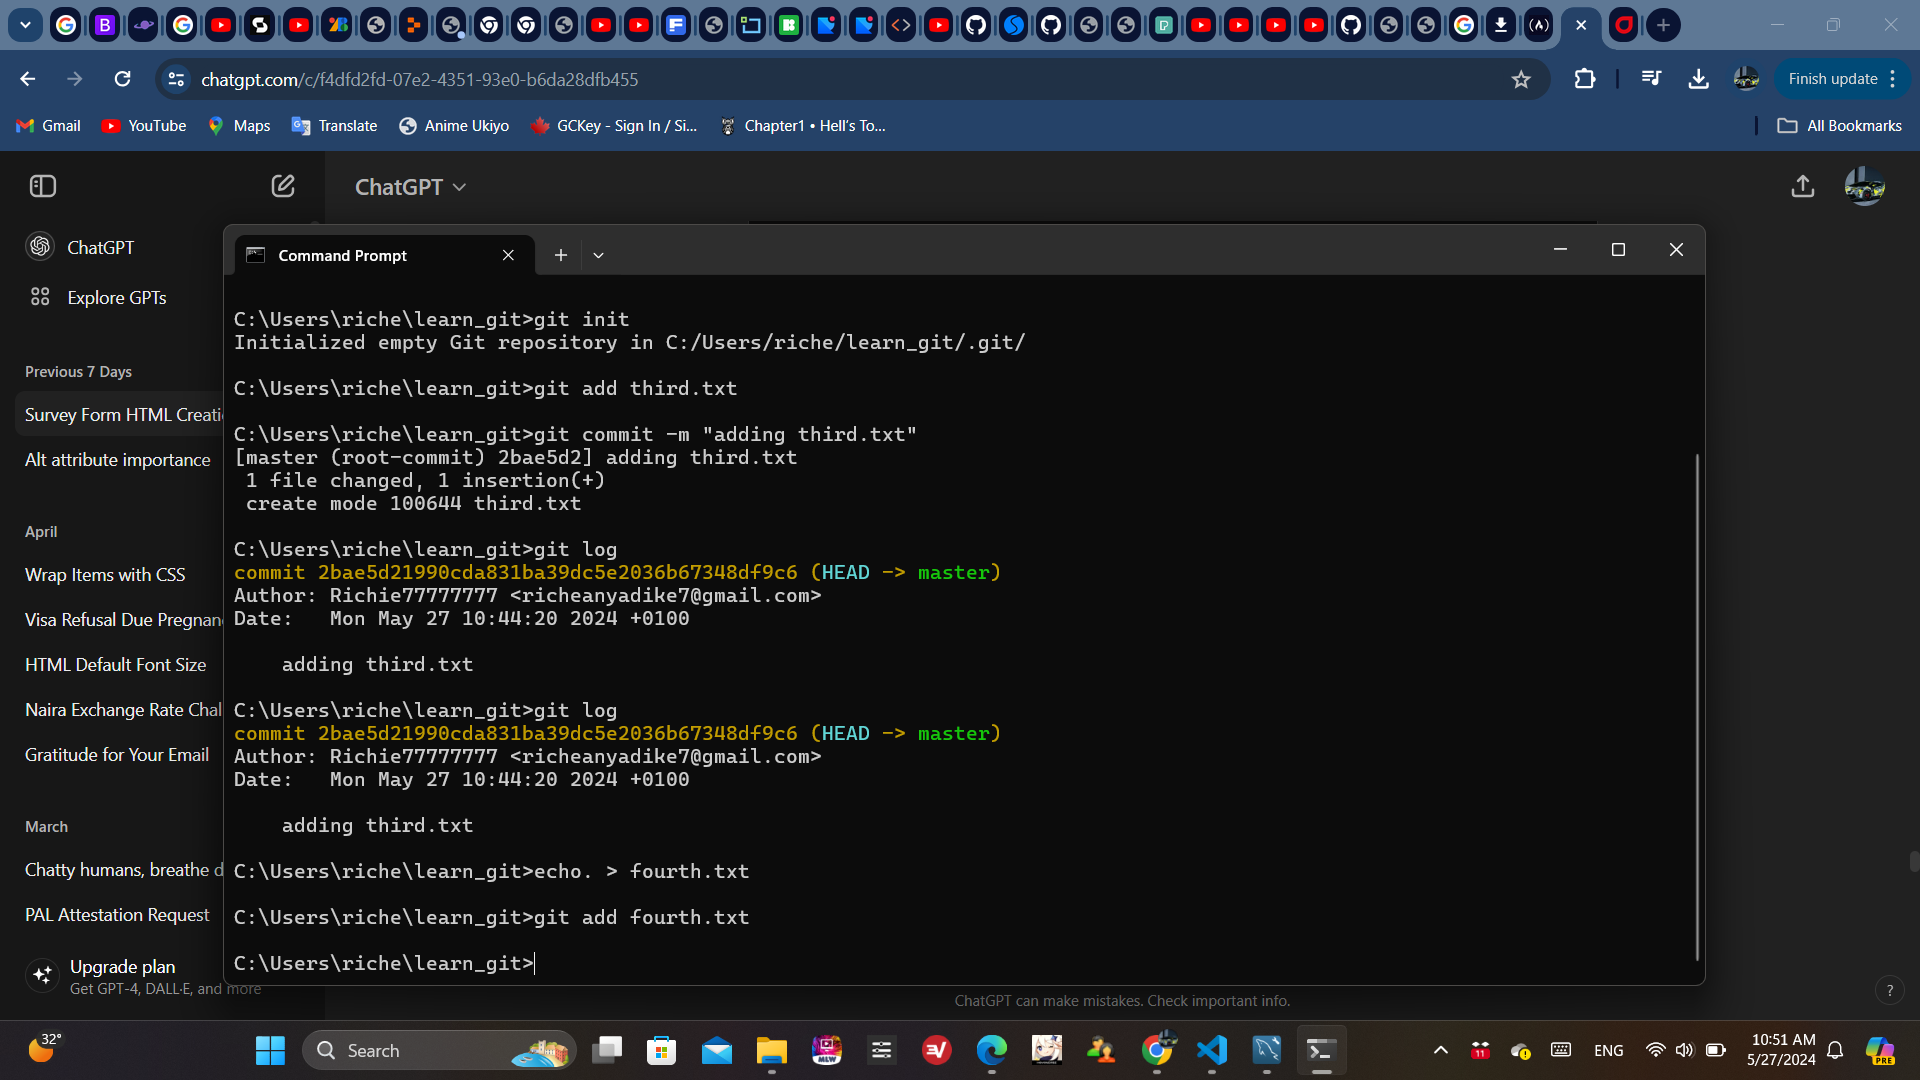 chatgpt.com/c/f4dfd2fd-07e2-4351-93e0-b6da28dfb455
Finish update
Gmail
YouTube
Maps
Translate
Anime Ukiyo
GCKey - Sign In / Si...
Chapter1 • Hell's To...
All Bookmarks
ChatGPT
ChatGPT
Explore GPTs
Previous 7 Days
Survey Form HTML Creati
Alt attribute importance
April
Wrap Items with CSS
Visa Refusal Due Pregnan
HTML Default Font Size
Naira Exchange Rate Chal
Gratitude for Your Email
March
Chatty humans, breathe d
PAL Attestation Request
Upgrade plan
Get GPT-4, DALL·E, and more
Command Prompt
C:\Users\riche\learn_git>git init
Initialized empty Git repository in C:/Users/riche/learn_git/.git/
C:\Users\riche\learn_git>git add third.txt
C:\Users\riche\learn_git>git commit -m "adding third.txt"
[master (root-commit) 2bae5d2] adding third.txt
1 file changed, 1 insertion(+)
create mode 100644 third.txt
C:\Users\riche\learn_git>git log
commit 2bae5d21990cda831ba39dc5e2036b67348df9c6 (HEAD -> master)
Author: Richie77777777 <richeanyadike7@gmail.com>
Date:   Mon May 27 10:44:20 2024 +0100
adding third.txt
C:\Users\riche\learn_git>git log
commit 2bae5d21990cda831ba39dc5e2036b67348df9c6 (HEAD -> master)
Author: Richie77777777 <richeanyadike7@gmail.com>
Date:   Mon May 27 10:44:20 2024 +0100
adding third.txt
C:\Users\riche\learn_git>echo. > fourth.txt
C:\Users\riche\learn_git>git add fourth.txt
C:\Users\riche\learn_git>
ChatGPT can make mistakes. Check important info.
?
32°
Search
MLW
11
ENG
10:51 AM
5/27/2024
PRE